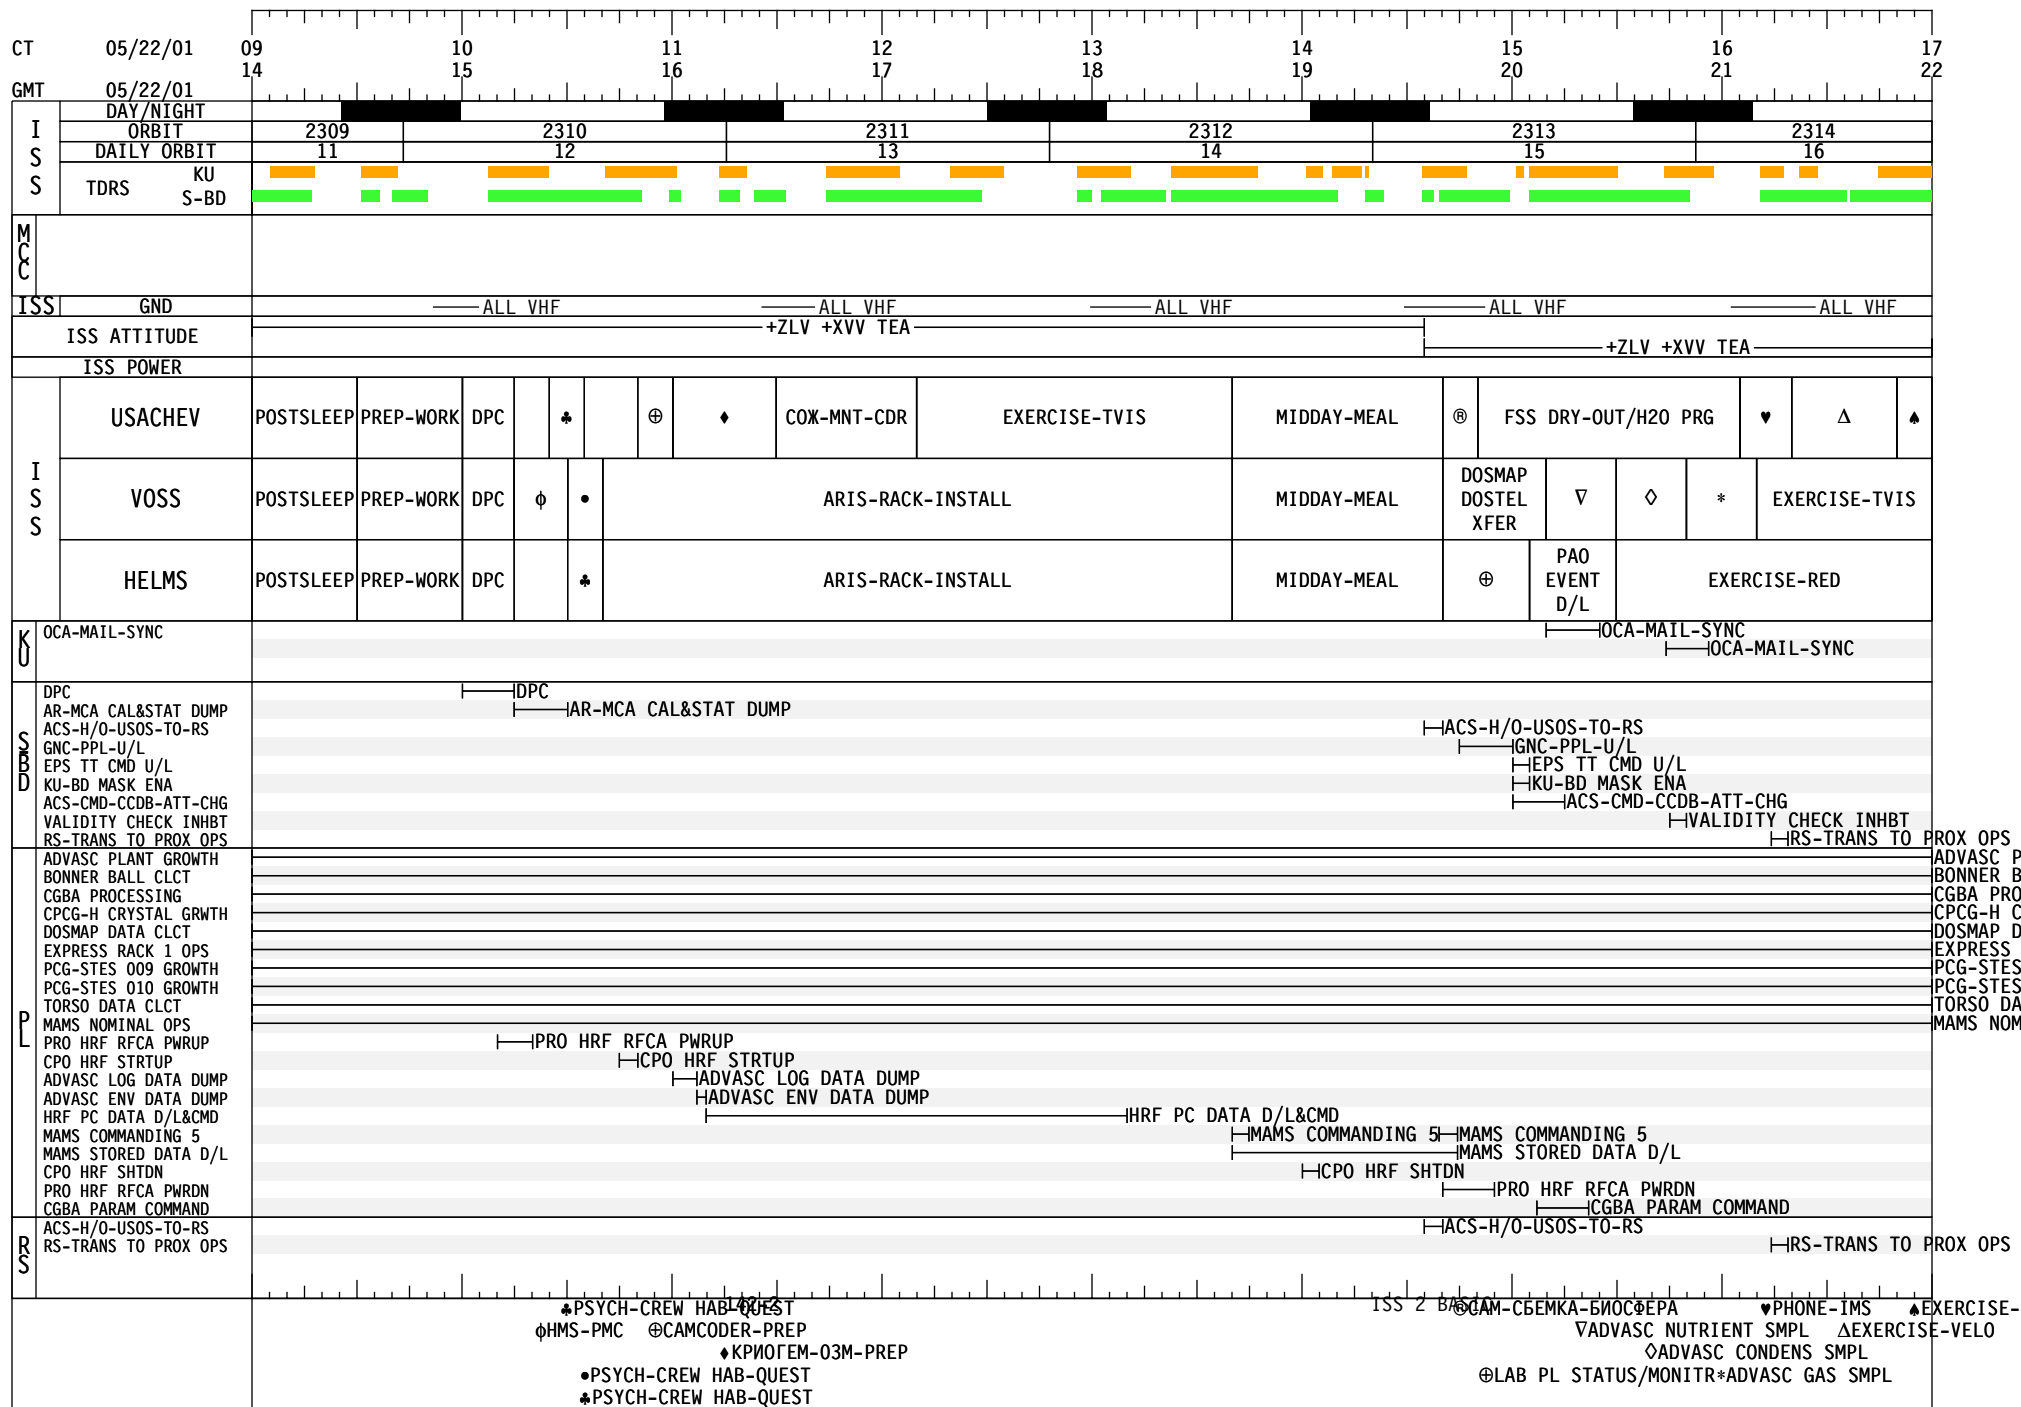 CT 05/22/01 09 10 11 12 13 14 15 16 17
14 15 16 17 18 19 20 21 22
GMT 05/22/01
ISS
DAY/NIGHT
ORBIT 2309 2310 2311 2312 2313 2314
DAILY ORBIT 11 12 13 14 15 16
TDRS KU
S-BD
MCC
ISS GND ALL VHF ALL VHF ALL VHF ALL VHF ALL VHF
ISS ATTITUDE +ZLV +XVV TEA
+ZLV +XVV TEA
ISS POWER
ISS
USACHEV POSTSLEEP PREP-WORK DPC ♣ ⊕ ♦ СОЖ-MNT-CDR EXERCISE-TVIS MIDDAY-MEAL ® FSS DRY-OUT/H2O PRG ♥ Δ ♠
VOSS POSTSLEEP PREP-WORK DPC ϕ • ARIS-RACK-INSTALL MIDDAY-MEAL DOSMAP DOSTEL XFER ∇ ◊ * EXERCISE-TVIS
HELMS POSTSLEEP PREP-WORK DPC ♣ ARIS-RACK-INSTALL MIDDAY-MEAL ⊕ PAO EVENT D/L EXERCISE-RED
KU
OCA-MAIL-SYNC OCA-MAIL-SYNC
OCA-MAIL-SYNC
S-BD
DPC DPC
AR-MCA CAL&STAT DUMP AR-MCA CAL&STAT DUMP
ACS-H/O-USOS-TO-RS ACS-H/O-USOS-TO-RS
GNC-PPL-U/L GNC-PPL-U/L
EPS TT CMD U/L EPS TT CMD U/L
KU-BD MASK ENA KU-BD MASK ENA
ACS-CMD-CCDB-ATT-CHG ACS-CMD-CCDB-ATT-CHG
VALIDITY CHECK INHBT VALIDITY CHECK INHBT
RS-TRANS TO PROX OPS RS-TRANS TO PROX OPS
PL
ADVASC PLANT GROWTH ADVASC P
BONNER BALL CLCT BONNER B
CGBA PROCESSING CGBA PRO
CPCG-H CRYSTAL GRWTH CPCG-H C
DOSMAP DATA CLCT DOSMAP D
EXPRESS RACK 1 OPS EXPRESS
PCG-STES 009 GROWTH PCG-STES
PCG-STES 010 GROWTH PCG-STES
TORSO DATA CLCT TORSO DA
MAMS NOMINAL OPS MAMS NOM
PRO HRF RFCA PWRUP PRO HRF RFCA PWRUP
CPO HRF STRTUP CPO HRF STRTUP
ADVASC LOG DATA DUMP ADVASC LOG DATA DUMP
ADVASC ENV DATA DUMP ADVASC ENV DATA DUMP
HRF PC DATA D/L&CMD HRF PC DATA D/L&CMD
MAMS COMMANDING 5 MAMS COMMANDING 5 MAMS COMMANDING 5
MAMS STORED DATA D/L MAMS STORED DATA D/L
CPO HRF SHTDN CPO HRF SHTDN
PRO HRF RFCA PWRDN PRO HRF RFCA PWRDN
CGBA PARAM COMMAND CGBA PARAM COMMAND
RS
ACS-H/O-USOS-TO-RS ACS-H/O-USOS-TO-RS
RS-TRANS TO PROX OPS RS-TRANS TO PROX OPS
♣PSYCH-CREW HAB-QUEST ISS 2 ®САМ-СБЕМКА-БИОСФЕРА ♥PHONE-IMS ♠EXERCISE-
ϕHMS-PMC ⊕CAMCODER-PREP ∇ADVASC NUTRIENT SMPL ΔEXERCISE-VELO
♦КРИОГЕМ-03М-PREP ◊ADVASC CONDENS SMPL
•PSYCH-CREW HAB-QUEST ⊕LAB PL STATUS/MONITR *ADVASC GAS SMPL
♣PSYCH-CREW HAB-QUEST